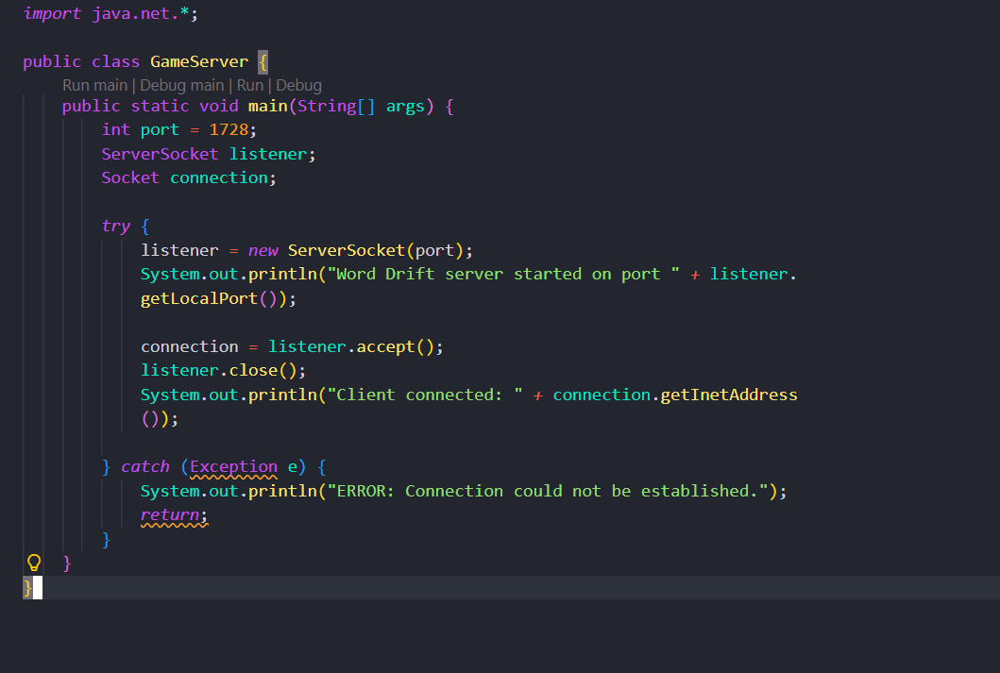 import java.net.*;
public class GameServer {
Run main | Debug main | Run | Debug
public static void main(String[] args) {
int port = 1728;
ServerSocket listener;
Socket connection;
try {
listener = new ServerSocket(port);
System.out.println("Word Drift server started on port " + listener.
getLocalPort());
connection = listener.accept();
listener.close();
System.out.println("Client connected: " + connection.getInetAddress
());
} catch (Exception e) {
System.out.println("ERROR: Connection could not be established.");
return;
}
}
}